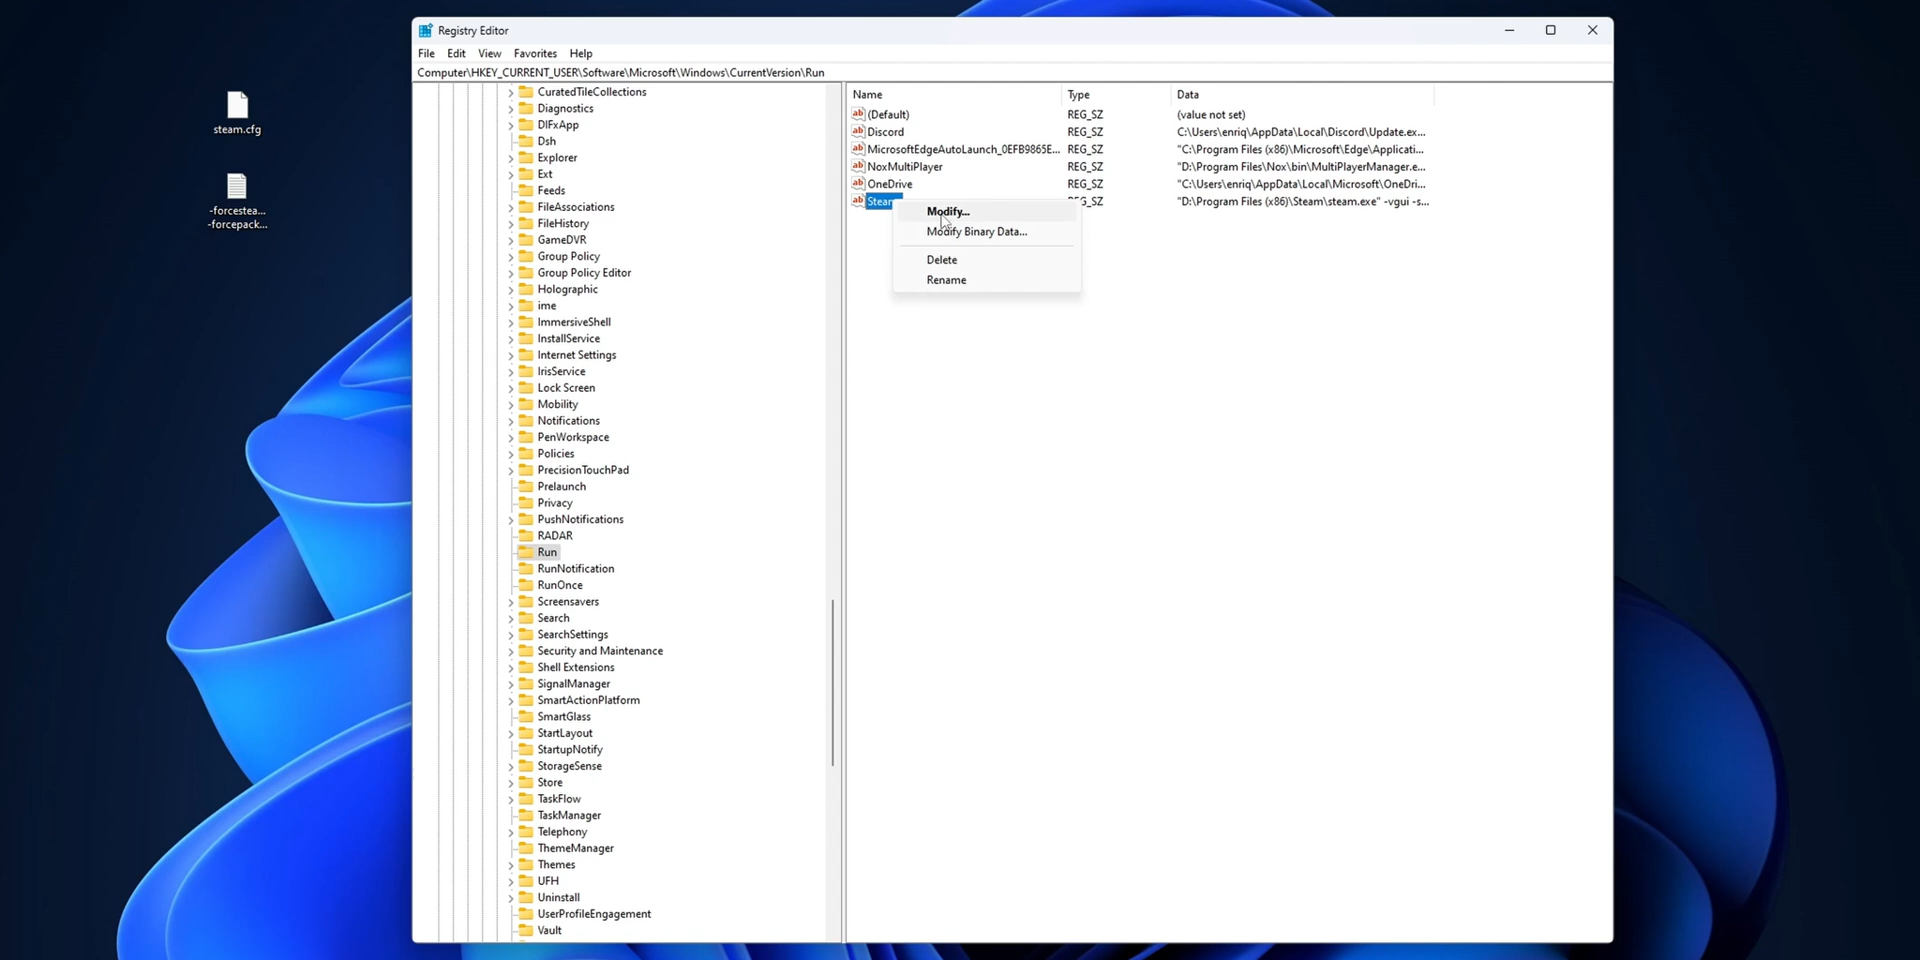 steam.cfg
-forcestea...
-forcepack...
Registry Editor
File Edit View Favorites Help
Computer\HKEY_CURRENT_USER\Software\Microsoft\Windows\CurrentVersion\Run
CuratedTileCollections
Diagnostics
DIFxApp
Dsh
Explorer
Ext
Feeds
FileAssociations
FileHistory
GameDVR
Group Policy
Group Policy Editor
Holographic
ime
ImmersiveShell
InstallService
Internet Settings
IrisService
Lock Screen
Mobility
Notifications
PenWorkspace
Policies
PrecisionTouchPad
Prelaunch
Privacy
PushNotifications
RADAR
Run
RunNotification
RunOnce
Screensavers
Search
SearchSettings
Security and Maintenance
Shell Extensions
SignalManager
SmartActionPlatform
SmartGlass
StartLayout
StartupNotify
StorageSense
Store
TaskFlow
TaskManager
Telephony
ThemeManager
Themes
UFH
Uninstall
UserProfileEngagement
Vault
Name Type Data
(Default) REG_SZ (value not set)
Discord REG_SZ C:\Users\enriq\AppData\Local\Discord\Update.ex...
MicrosoftEdgeAutoLaunch_0EFB9865E... REG_SZ "C:\Program Files (x86)\Microsoft\Edge\Applicati...
NoxMultiPlayer REG_SZ "D:\Program Files\Nox\bin\MultiPlayerManager.e...
OneDrive REG_SZ "C:\Users\enriq\AppData\Local\Microsoft\OneDri...
Steam _SZ "D:\Program Files (x86)\Steam\steam.exe" -vgui -s...
Modify...
Modify Binary Data...
Delete
Rename